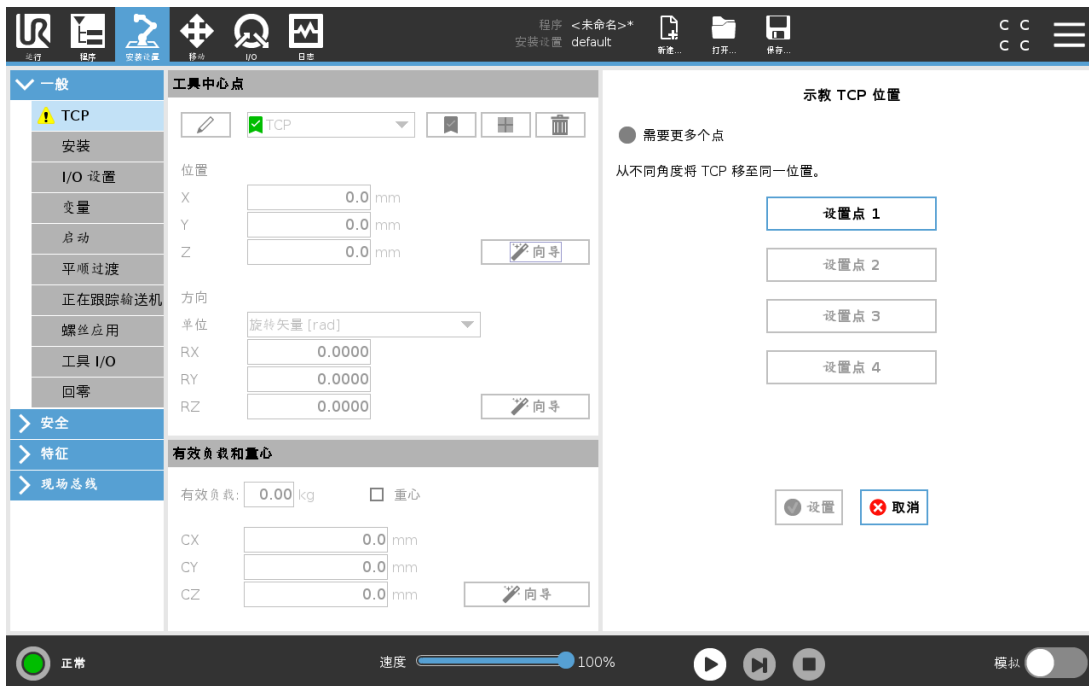 UR
运行
程序
安装设置
移动
I/O
日志
程序 <未命名>*
安装设置 default
新建...
打开...
保存...
C C
C C
一般
TCP
安装
I/O 设置
变量
启动
平顺过渡
正在跟踪输送机
螺丝应用
工具 I/O
回零
安全
特征
现场总线
工具中心点
TCP
位置
X 0.0 mm
Y 0.0 mm
Z 0.0 mm
向导
方向
单位 旋转矢量 [rad]
RX 0.0000
RY 0.0000
RZ 0.0000
向导
有效负载和重心
有效负载: 0.00 kg 重心
CX 0.0 mm
CY 0.0 mm
CZ 0.0 mm
向导
示教 TCP 位置
需要更多个点
从不同角度将 TCP 移至同一位置。
设置点 1
设置点 2
设置点 3
设置点 4
设置
取消
正常
速度 100%
模拟